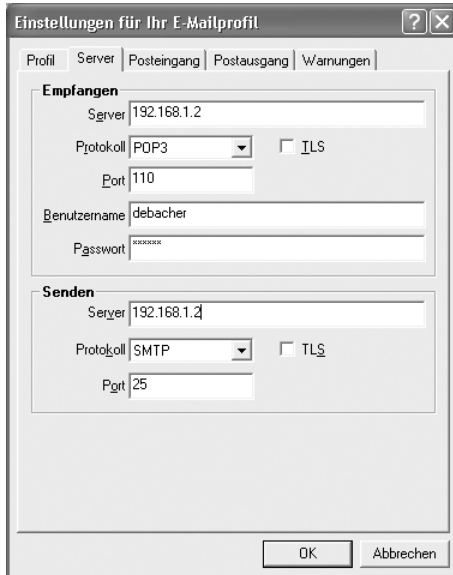 Einstellungen für Ihr E-Mailprofil
Profil Server Posteingang Postausgang Warnungen
Empfangen
Server 192.168.1.2
Protokoll POP3 TLS
Port 110
Benutzername debacher
Passwort xxxxxx
Senden
Server 192.168.1.2
Protokoll SMTP TLS
Port 25
OK Abbrechen